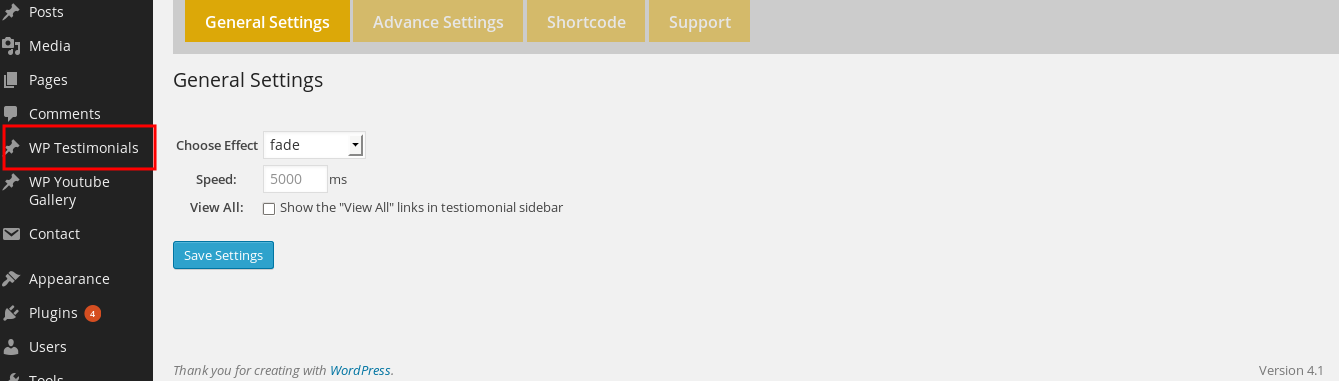 Posts
Media
Pages
Comments
WP Testimonials
WP Youtube
Gallery
Contact
Appearance
Plugins 4
Users
Tools
General Settings Advance Settings Shortcode Support
General Settings
Choose Effect fade
Speed: 5000 ms
View All: Show the "View All" links in testiomonial sidebar
Save Settings
Thank you for creating with WordPress. Version 4.1